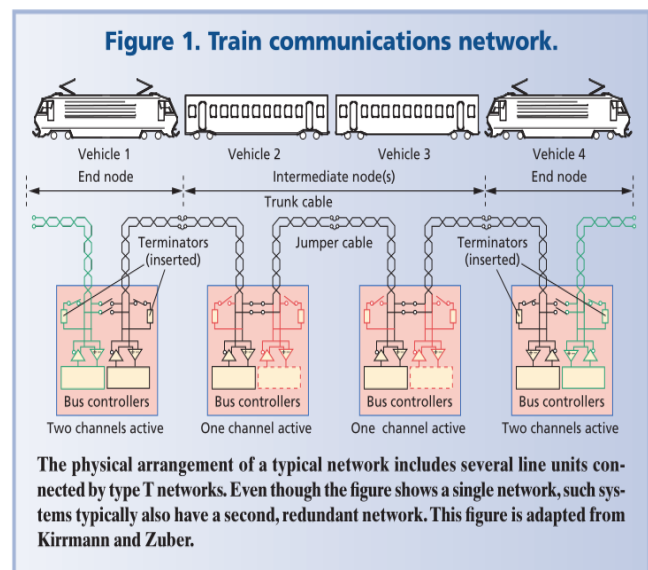 Figure 1. Train communications network.
Vehicle 1 Vehicle 2 Vehicle 3 Vehicle 4
End node Intermediate node(s) End node
Trunk cable
Terminators Jumper cable Terminators
(inserted) (inserted)
Bus controllers Bus controllers Bus controllers Bus controllers
Two channels active One channel active One channel active Two channels active
The physical arrangement of a typical network includes several line units con-
nected by type T networks. Even though the figure shows a single network, such sys-
tems typically also have a second, redundant network. This figure is adapted from
Kirrmann and Zuber.